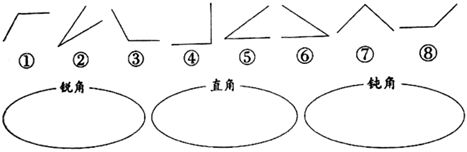 ① ② ③ ④ ⑤ ⑥ ⑦ ⑧
锐角 直角 钝角